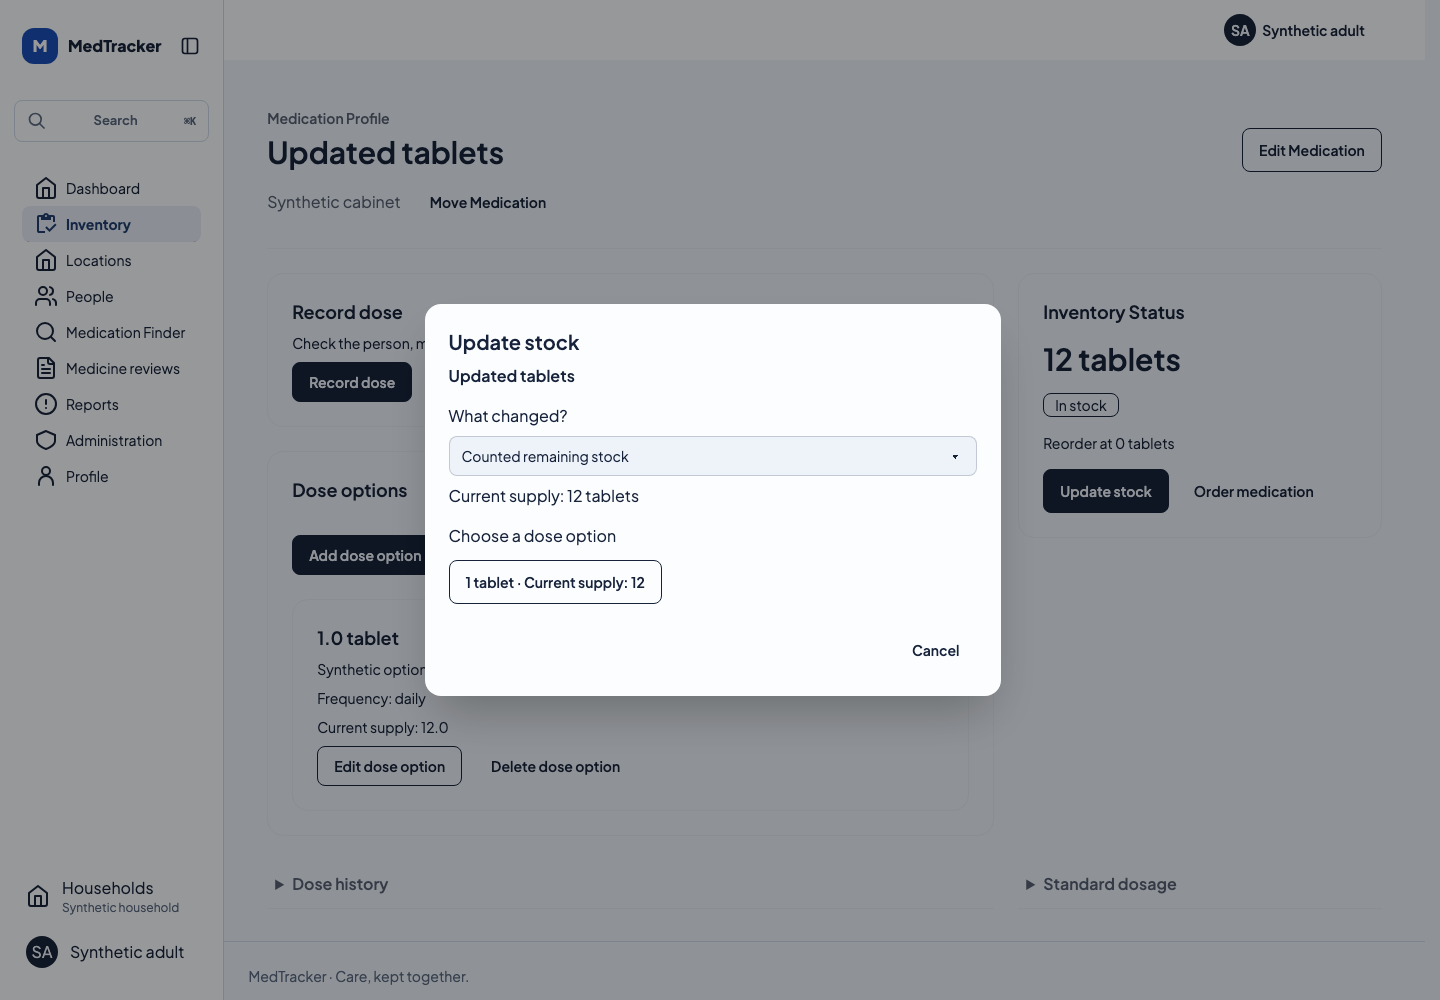 M MedTracker
Search ⌘K
Dashboard
Inventory
Locations
People
Medication Finder
Medicine reviews
Reports
Administration
Profile
Households
Synthetic household
SA Synthetic adult
SA Synthetic adult
Medication Profile
Updated tablets
Edit Medication
Synthetic cabinet Move Medication
Record dose
Check the person,
Record dose
Dose options
Add dose option
1.0 tablet
Synthetic option
Frequency: daily
Current supply: 12.0
Edit dose option Delete dose option
Update stock
Updated tablets
What changed?
Counted remaining stock
Current supply: 12 tablets
Choose a dose option
1 tablet · Current supply: 12
Cancel
Inventory Status
12 tablets
In stock
Reorder at 0 tablets
Update stock Order medication
Dose history
Standard dosage
MedTracker · Care, kept together.